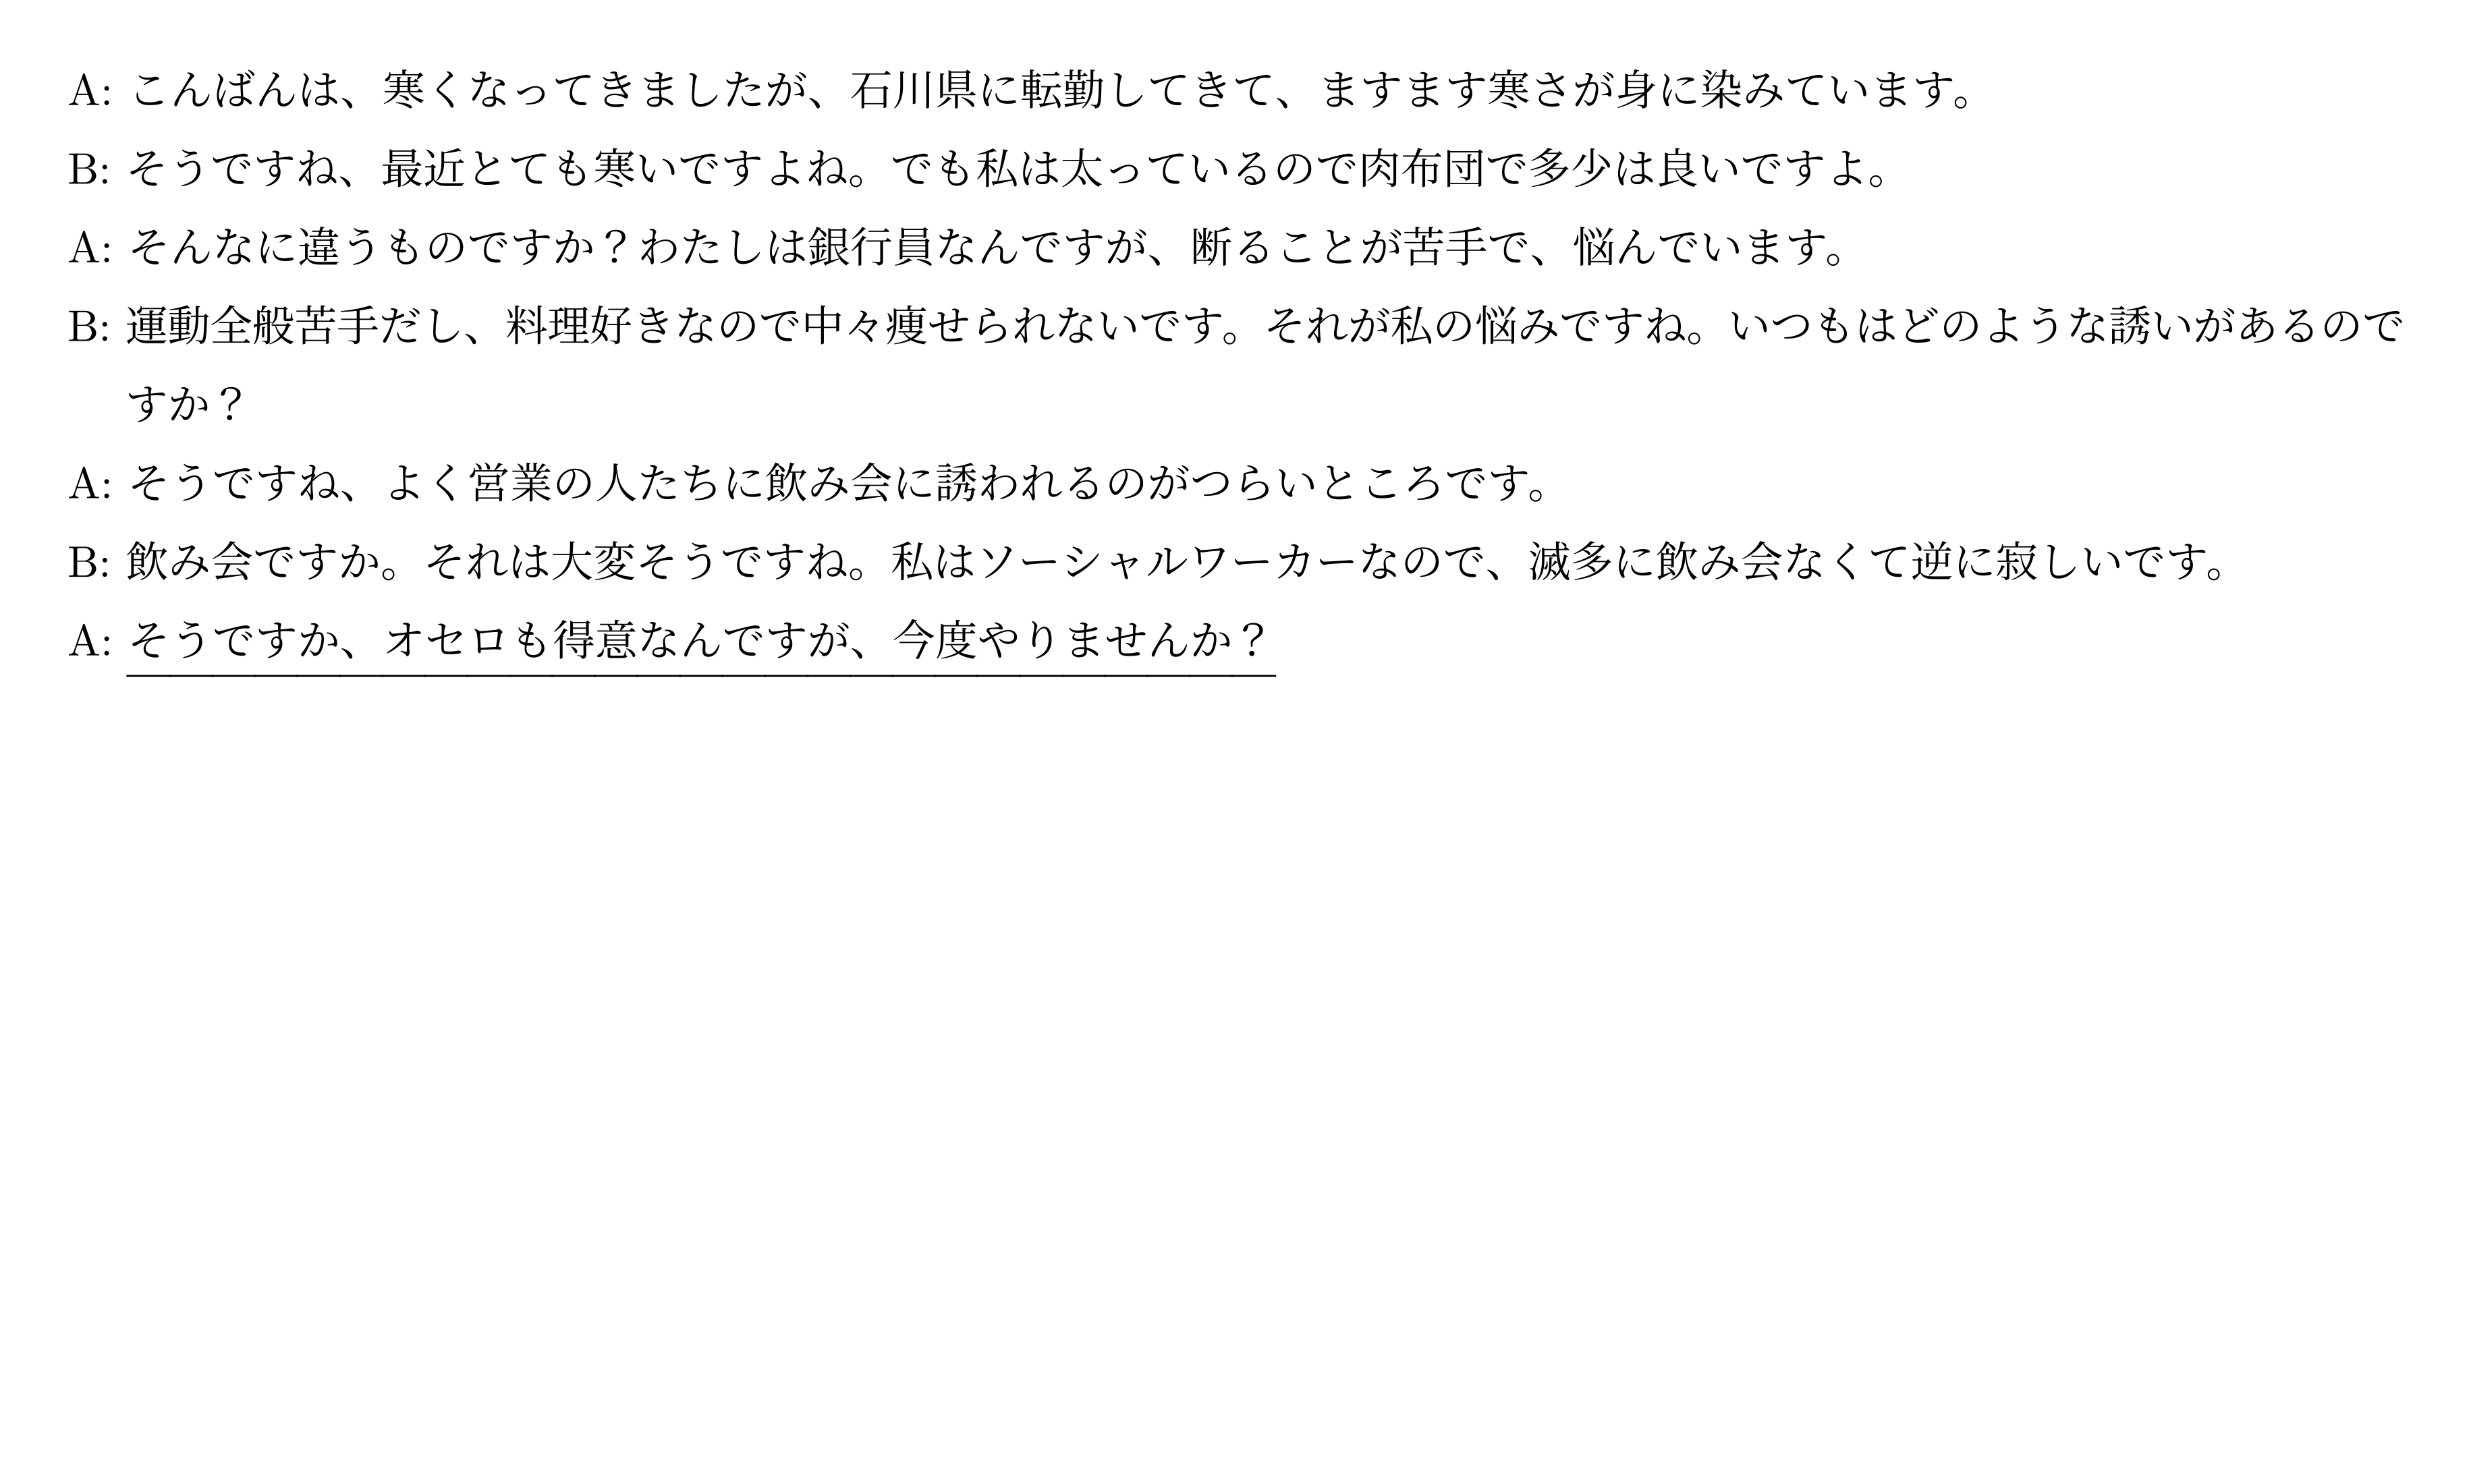 A: こんばんは、寒くなってきましたが、石川県に転勤してきて、ますます寒さが身に染みています。
B: そうですね、最近とても寒いですよね。でも私は太っているので肉布団で多少は良いですよ。
A: そんなに違うものですか？わたしは銀行員なんですが、断ることが苦手で、悩んでいます。
B: 運動全般苦手だし、料理好きなので中々痩せられないです。それが私の悩みですね。いつもはどのような誘いがあるので
すか？
A: そうですね、よく営業の人たちに飲み会に誘われるのがつらいところです。
B: 飲み会ですか。それは大変そうですね。私はソーシャルワーカーなので、滅多に飲み会なくて逆に寂しいです。
A: そうですか、オセロも得意なんですが、今度やりませんか？